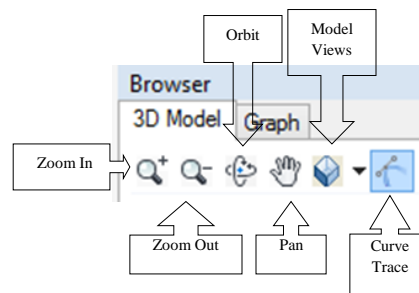 Orbit
Model
Views
Browser
3D Model
Graph
Zoom In
Zoom Out
Pan
Curve
Trace